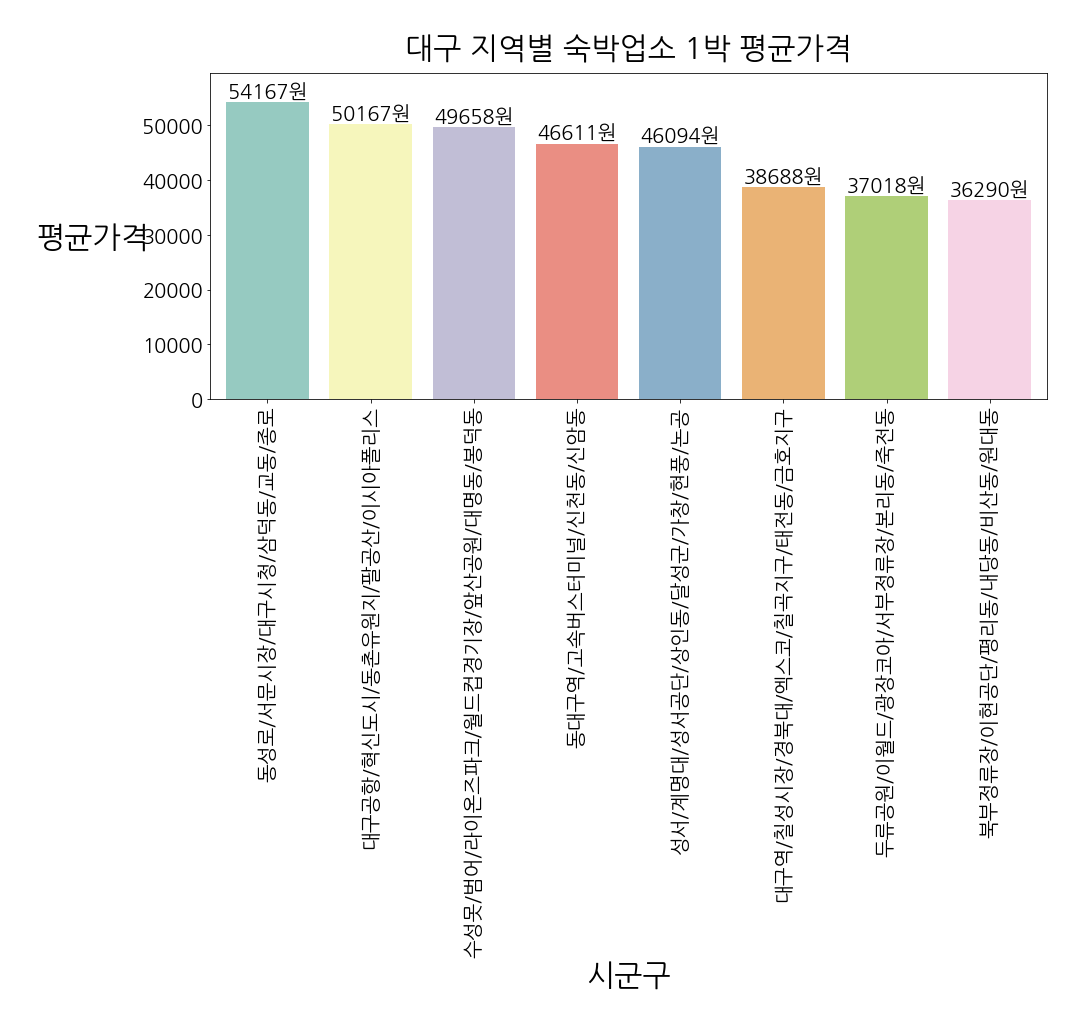 대구 지역별 숙박업소 1박 평균가격
54167원
50167원
49658원
46611원
46094원
38688원
37018원
36290원
평균가격
50000
40000
30000
20000
10000
0
동성로/서문시장/대구시청/삼덕동/교동/종로
대구공항/혁신도시/동촌유원지/팔공산/이시아폴리스
수성못/범어/라이온즈파크/월드컵경기장/앞산공원/대명동/봉덕동
동대구역/고속버스터미널/신천동/신암동
성서/계명대/성서공단/상인동/달성군/가창/현풍/논공
대구역/칠성시장/경북대/엑스코/칠곡지구/태전동/금호지구
두류공원/이월드/광장코아/서부정류장/본리동/죽전동
북부정류장/이현공단/평리동/내당동/비산동/원대동
시군구